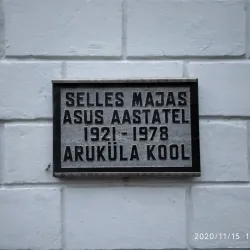 SELLES MAJAS
ASUS AASTATEL
1921 - 1978
ARUKÜLA KOOL
2020/11/15